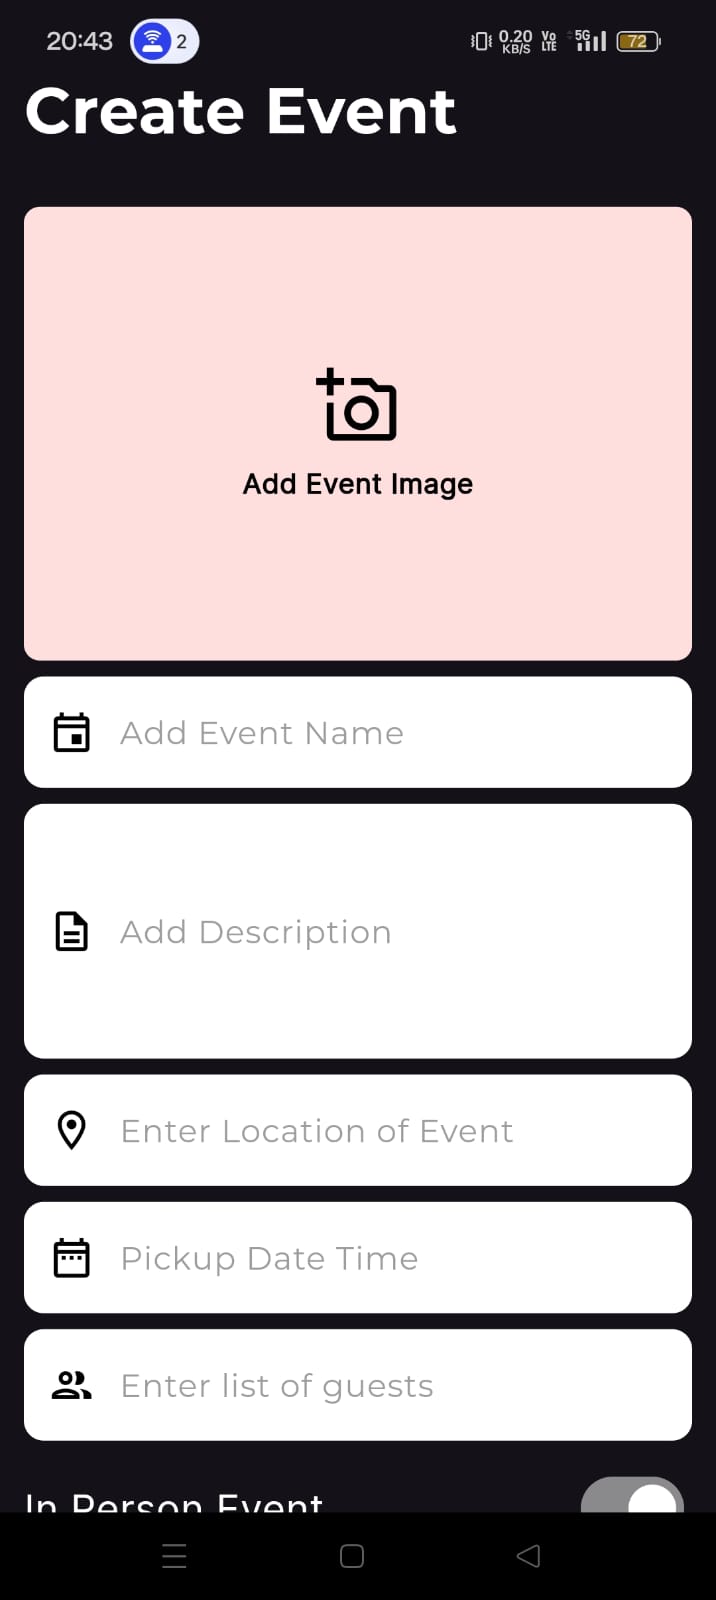 20:43
2
0.20
KB/S
Vo
LTE
5G
72
Create Event
Add Event Image
Add Event Name
Add Description
Enter Location of Event
Pickup Date Time
Enter list of guests
In Person Event